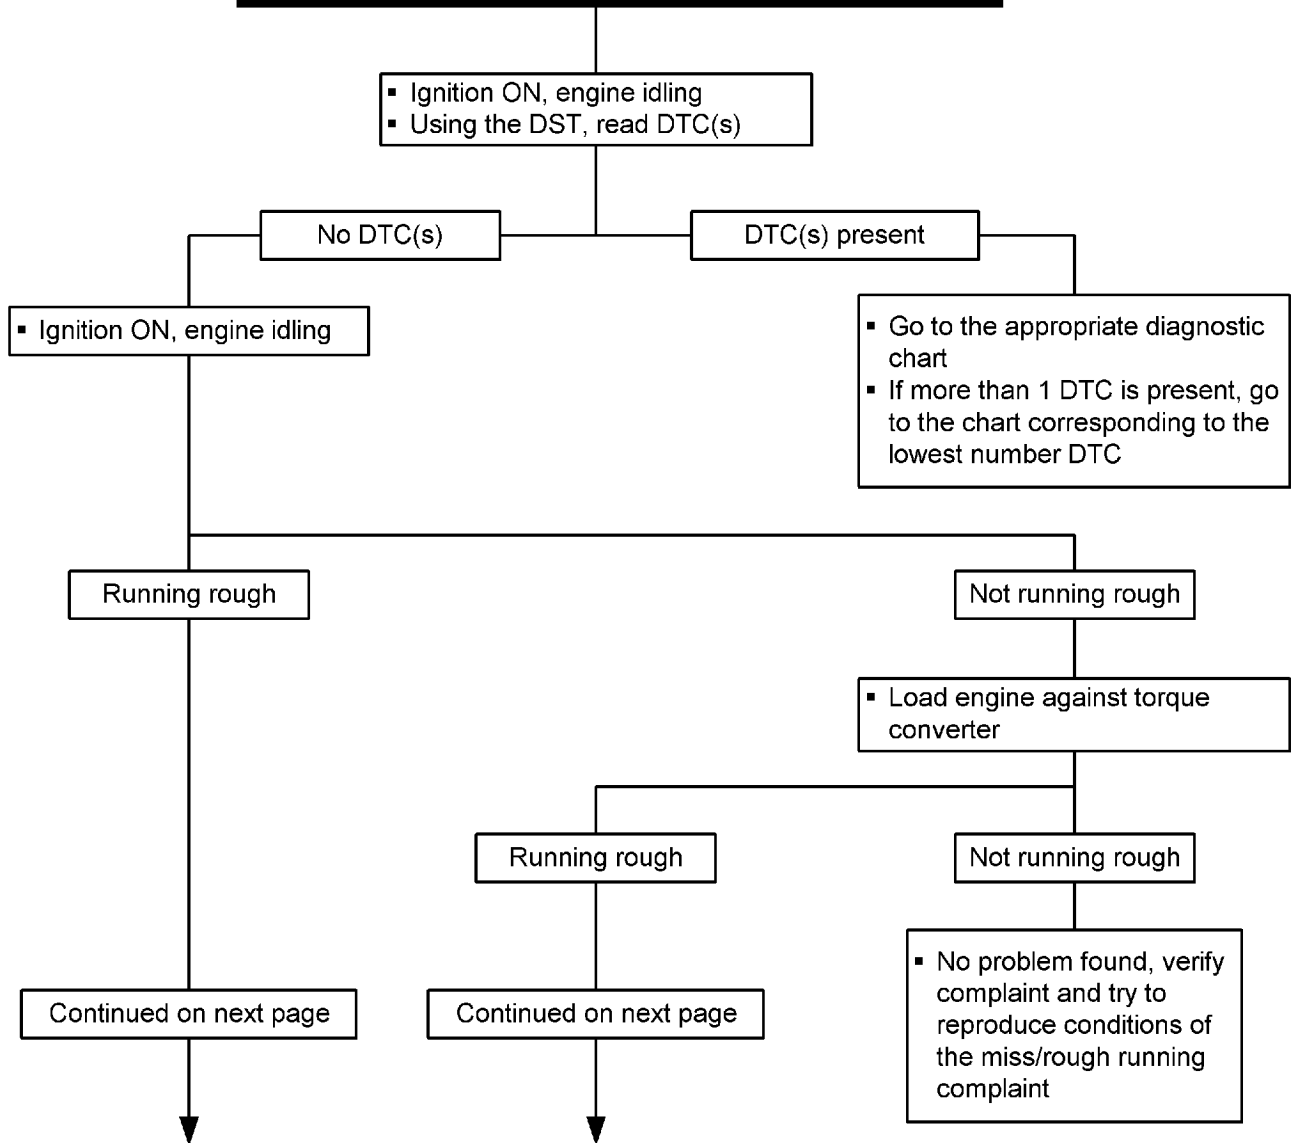 ▪ Ignition ON, engine idling
▪ Using the DST, read DTC(s)
No DTC(s)
DTC(s) present
▪ Ignition ON, engine idling
▪ Go to the appropriate diagnostic
chart
▪ If more than 1 DTC is present, go
to the chart corresponding to the
lowest number DTC
Running rough
Not running rough
▪ Load engine against torque
converter
Running rough
Not running rough
▪ No problem found, verify
complaint and try to
reproduce conditions of
the miss/rough running
complaint
Continued on next page
Continued on next page